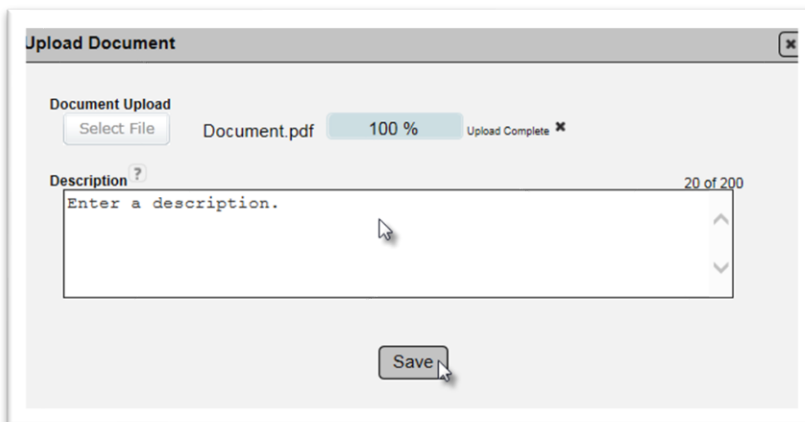 Upload Document
Document Upload
Select File Document.pdf 100 % Upload Complete ✖
Description ? 20 of 200
Enter a description.
Save